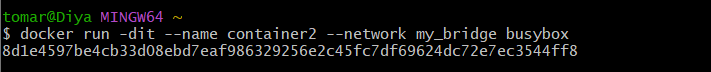 tomar@Diya MINGW64 ~
$ docker run -dit --name container2 --network my_bridge busybox
8d1e4597be4cb33d08ebd7eaf986329256e2c45fc7df69624dc72e7ec3544ff8